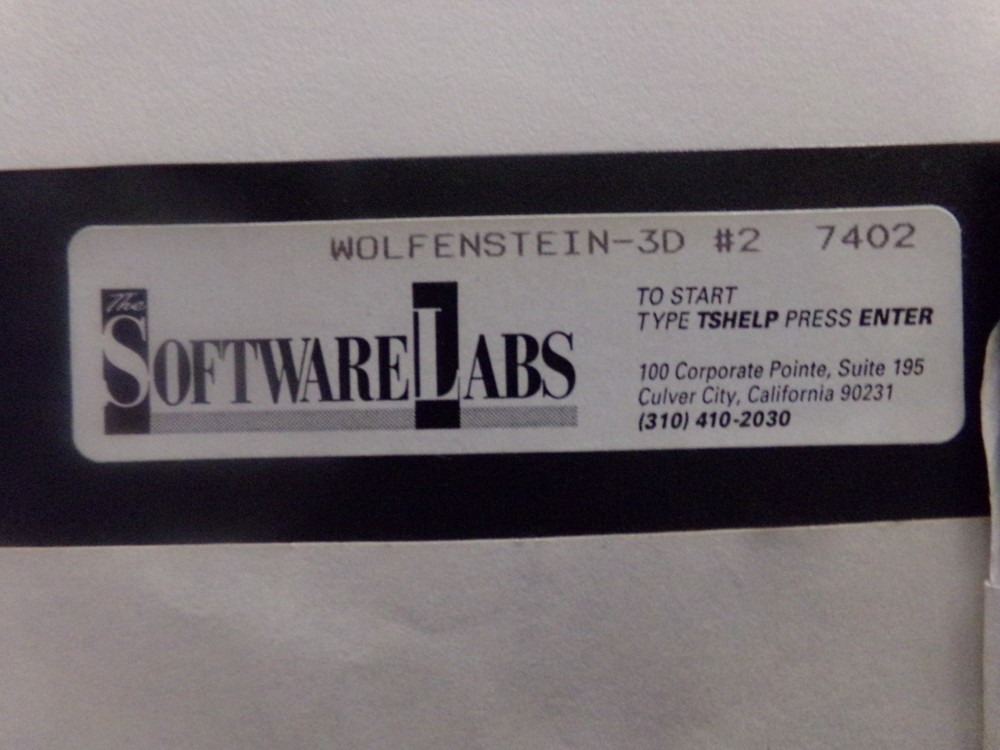 WOLFENSTEIN-3D #2 7402
The
SOFTWARE LABS
TO START
TYPE TSHELP PRESS ENTER
100 Corporate Pointe, Suite 195
Culver City, California 90231
(310) 410-2030